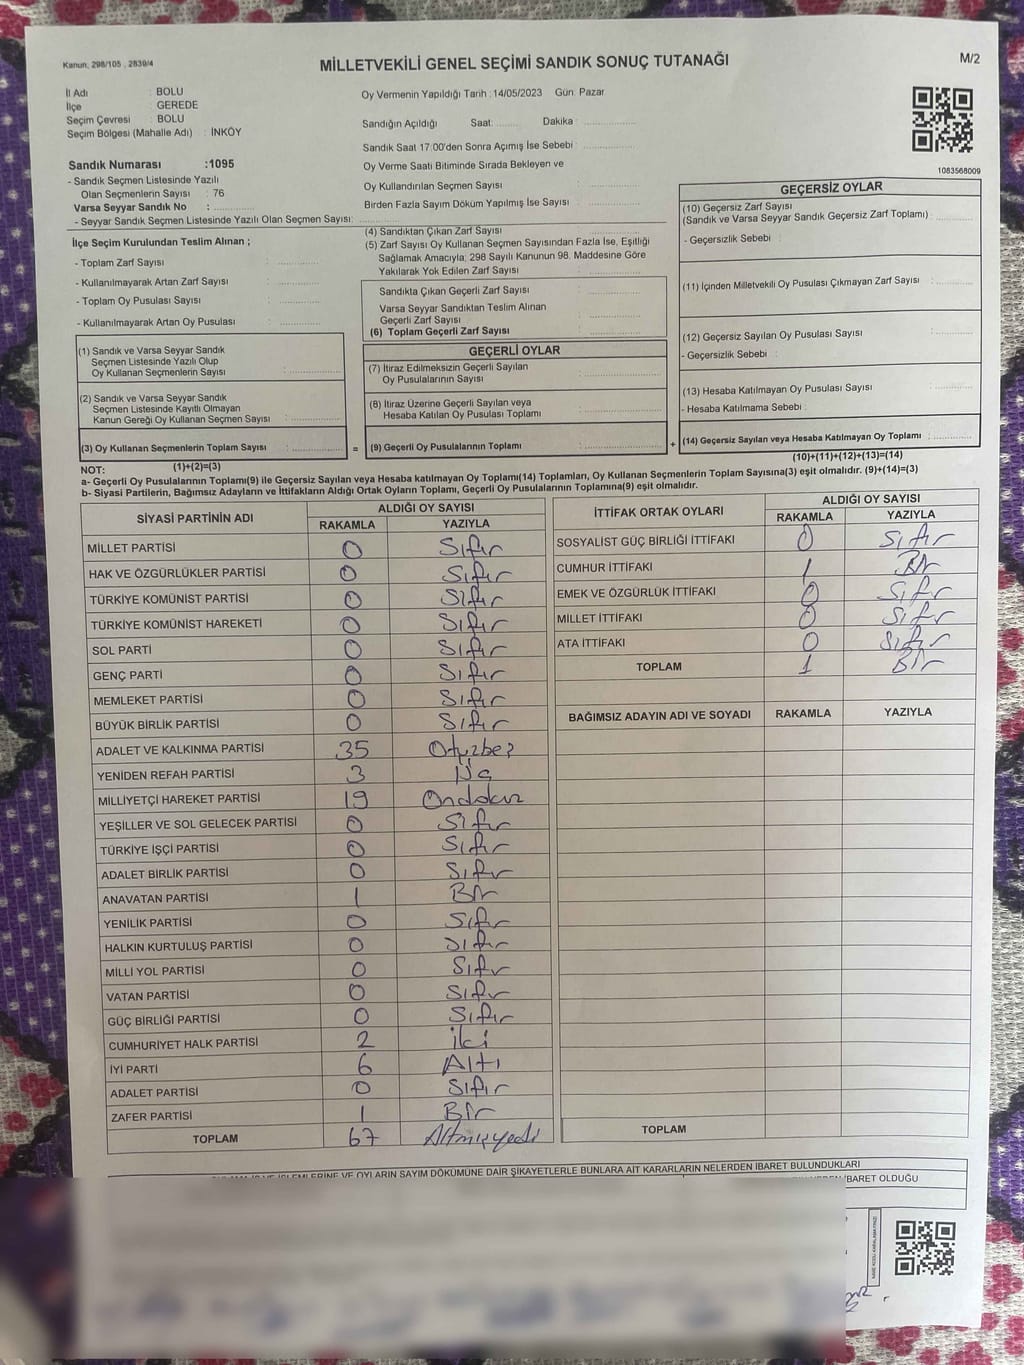 Kanun, 298/105 , 2839/4
MİLLETVEKİLİ GENEL SEÇİMİ SANDIK SONUÇ TUTANAĞI
M/2
İl Adı : BOLU
İlçe : GEREDE
Seçim Çevresi : BOLU
Seçim Bölgesi (Mahalle Adı) : İNKÖY
Sandık Numarası :1095
- Sandık Seçmen Listesinde Yazılı
Olan Seçmenlerin Sayısı : 76
Varsa Seyyar Sandık No :
- Seyyar Sandık Seçmen Listesinde Yazılı Olan Seçmen Sayısı:
Oy Vermenin Yapıldığı Tarih :14/05/2023 Gün: Pazar
Sandığın Açıldığı Saat: Dakika :
Sandık Saat 17:00'den Sonra Açımış İse Sebebi :
Oy Verme Saati Bitiminde Sırada Bekleyen ve
Oy Kullandırılan Seçmen Sayısı
Birden Fazla Sayım Döküm Yapılmış İse Sayısı :
1083568009
İlçe Seçim Kurulundan Teslim Alınan ;
- Toplam Zarf Sayısı :
- Kullanılmayarak Artan Zarf Sayısı :
- Toplam Oy Pusulası Sayısı :
- Kullanılmayarak Artan Oy Pusulası :
(4) Sandıktan Çıkan Zarf Sayısı
(5) Zarf Sayısı Oy Kullanan Seçmen Sayısından Fazla İse, Eşitliği
Sağlamak Amacıyla; 298 Sayılı Kanunun 98. Maddesine Göre
Yakılarak Yok Edilen Zarf Sayısı
Sandıkta Çıkan Geçerli Zarf Sayısı
Varsa Seyyar Sandıktan Teslim Alınan
Geçerli Zarf Sayısı
(6) Toplam Geçerli Zarf Sayısı
GEÇERSİZ OYLAR
(10) Geçersiz Zarf Sayısı
(Sandık ve Varsa Seyyar Sandık Geçersiz Zarf Toplamı) :
- Geçersizlik Sebebi :
(11) İçinden Milletvekili Oy Pusulası Çıkmayan Zarf Sayısı :
(12) Geçersiz Sayılan Oy Pusulası Sayısı :
- Geçersizlik Sebebi :
(13) Hesaba Katılmayan Oy Pusulası Sayısı :
- Hesaba Katılmama Sebebi :
(14) Geçersiz Sayılan veya Hesaba Katılmayan Oy Toplamı :
(10)+(11)+(12)+(13)=(14)
(1) Sandık ve Varsa Seyyar Sandık
Seçmen Listesinde Yazılı Olup
Oy Kullanan Seçmenlerin Sayısı :
(2) Sandık ve Varsa Seyyar Sandık
Seçmen Listesinde Kayıtlı Olmayan
Kanun Gereği Oy Kullanan Seçmen Sayısı :
(3) Oy Kullanan Seçmenlerin Toplam Sayısı : =
(1)+(2)=(3)
GEÇERLİ OYLAR
(7) İtiraz Edilmeksizin Geçerli Sayılan
Oy Pusulalarının Sayısı :
(8) İtiraz Üzerine Geçerli Sayılan veya
Hesaba Katılan Oy Pusulası Toplamı :
(9) Geçerli Oy Pusulalarının Toplamı : +
NOT:
a- Geçerli Oy Pusulalarının Toplamı(9) ile Geçersiz Sayılan veya Hesaba katılmayan Oy Toplamı(14) Toplamları, Oy Kullanan Seçmenlerin Toplam Sayısına(3) eşit olmalıdır. (9)+(14)=(3)
b- Siyasi Partilerin, Bağımsız Adayların ve İttifakların Aldığı Ortak Oyların Toplamı, Geçerli Oy Pusulalarının Toplamına(9) eşit olmalıdır.
SİYASİ PARTİNİN ADI ALDIĞI OY SAYISI
RAKAMLA YAZIYLA
MİLLET PARTİSİ 0 Sıfır
HAK VE ÖZGÜRLÜKLER PARTİSİ 0 Sıfır
TÜRKİYE KOMÜNİST PARTİSİ 0 Sıfır
TÜRKİYE KOMÜNİST HAREKETİ 0 Sıfır
SOL PARTİ 0 Sıfır
GENÇ PARTİ 0 Sıfır
MEMLEKET PARTİSİ 0 Sıfır
BÜYÜK BİRLİK PARTİSİ 0 Sıfır
ADALET VE KALKINMA PARTİSİ 35 Otuzbeş
YENİDEN REFAH PARTİSİ 3 Üç
MİLLİYETÇİ HAREKET PARTİSİ 19 Ondokuz
YEŞİLLER VE SOL GELECEK PARTİSİ 0 Sıfır
TÜRKİYE İŞÇİ PARTİSİ 0 Sıfır
ADALET BİRLİK PARTİSİ 0 Sıfır
ANAVATAN PARTİSİ 1 Bir
YENİLİK PARTİSİ 0 Sıfır
HALKIN KURTULUŞ PARTİSİ 0 Sıfır
MİLLİ YOL PARTİSİ 0 Sıfır
VATAN PARTİSİ 0 Sıfır
GÜÇ BİRLİĞİ PARTİSİ 0 Sıfır
CUMHURİYET HALK PARTİSİ 2 İki
İYİ PARTİ 6 Altı
ADALET PARTİSİ 0 Sıfır
ZAFER PARTİSİ 1 Bir
TOPLAM 67 Altmışyedi
İTTİFAK ORTAK OYLARI ALDIĞI OY SAYISI
RAKAMLA YAZIYLA
SOSYALİST GÜÇ BİRLİĞİ İTTİFAKI 0 Sıfır
CUMHUR İTTİFAKI 1 Bir
EMEK VE ÖZGÜRLÜK İTTİFAKI 0 Sıfır
MİLLET İTTİFAKI 0 Sıfır
ATA İTTİFAKI 0 Sıfır
TOPLAM 1 Bir
BAĞIMSIZ ADAYIN ADI VE SOYADI RAKAMLA YAZIYLA
TOPLAM
VE OYLARIN SAYIM DÖKÜMÜNE DAİR ŞİKAYETLERLE BUNLARA AİT KARARLARIN NELERDEN İBARET BULUNDUKLARI
İBARET OLDUĞU